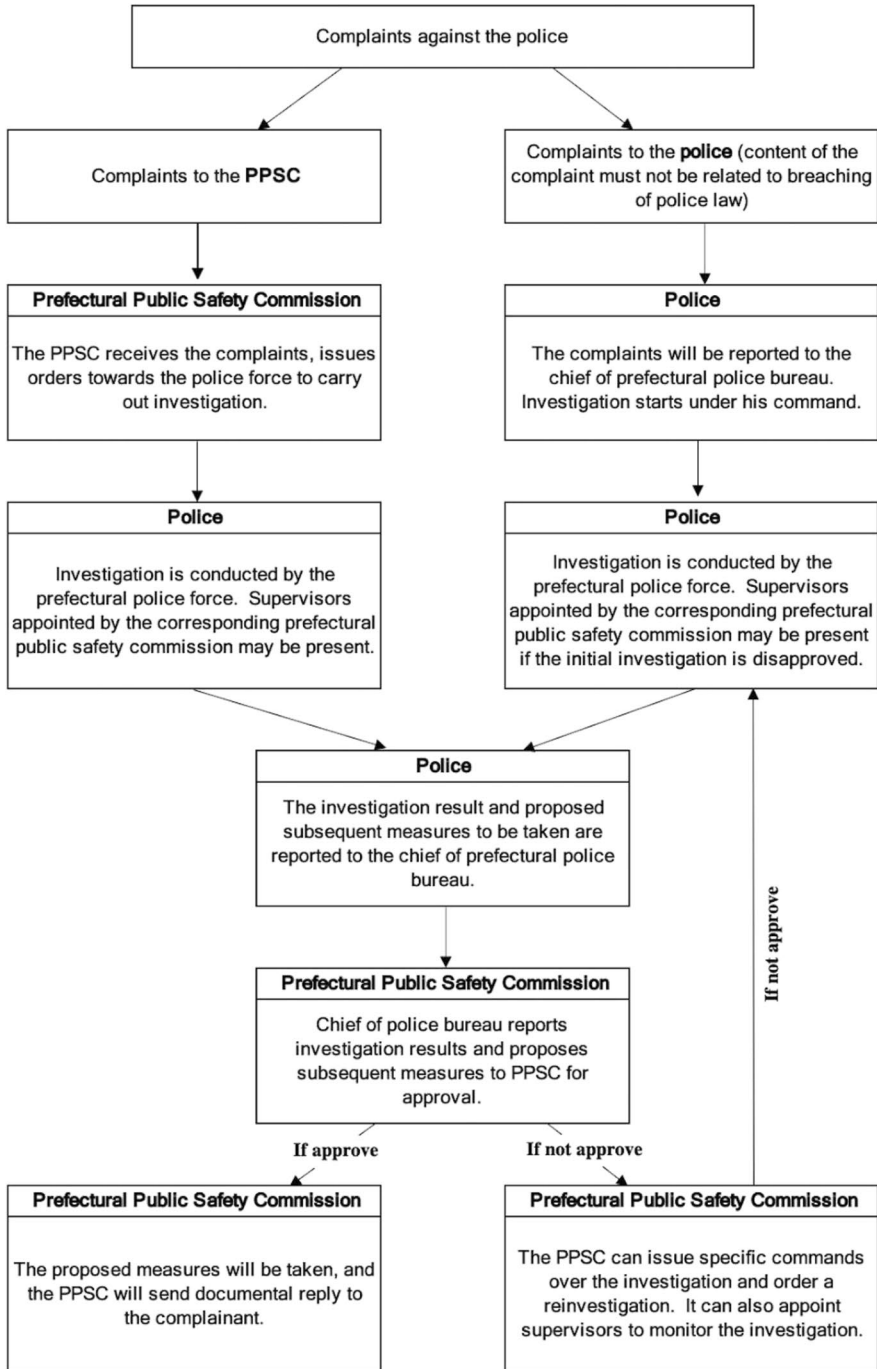 Complaints against the police
Complaints to the PPSC
Complaints to the police (content of the
complaint must not be related to breaching
of police law)
Prefectural Public Safety Commission
The PPSC receives the complaints, issues
orders towards the police force to carry
out investigation.
Police
The complaints will be reported to the
chief of prefectural police bureau.
Investigation starts under his command.
Police
Investigation is conducted by the
prefectural police force. Supervisors
appointed by the corresponding prefectural
public safety commission may be present.
Police
Investigation is conducted by the
prefectural police force. Supervisors
appointed by the corresponding prefectural
public safety commission may be present
if the initial investigation is disapproved.
Police
The investigation result and proposed
subsequent measures to be taken are
reported to the chief of prefectural police
bureau.
If not approve
Prefectural Public Safety Commission
Chief of police bureau reports
investigation results and proposes
subsequent measures to PPSC for
approval.
If approve
If not approve
Prefectural Public Safety Commission
The proposed measures will be taken, and
the PPSC will send documental reply to
the complainant.
Prefectural Public Safety Commission
The PPSC can issue specific commands
over the investigation and order a
reinvestigation. It can also appoint
supervisors to monitor the investigation.